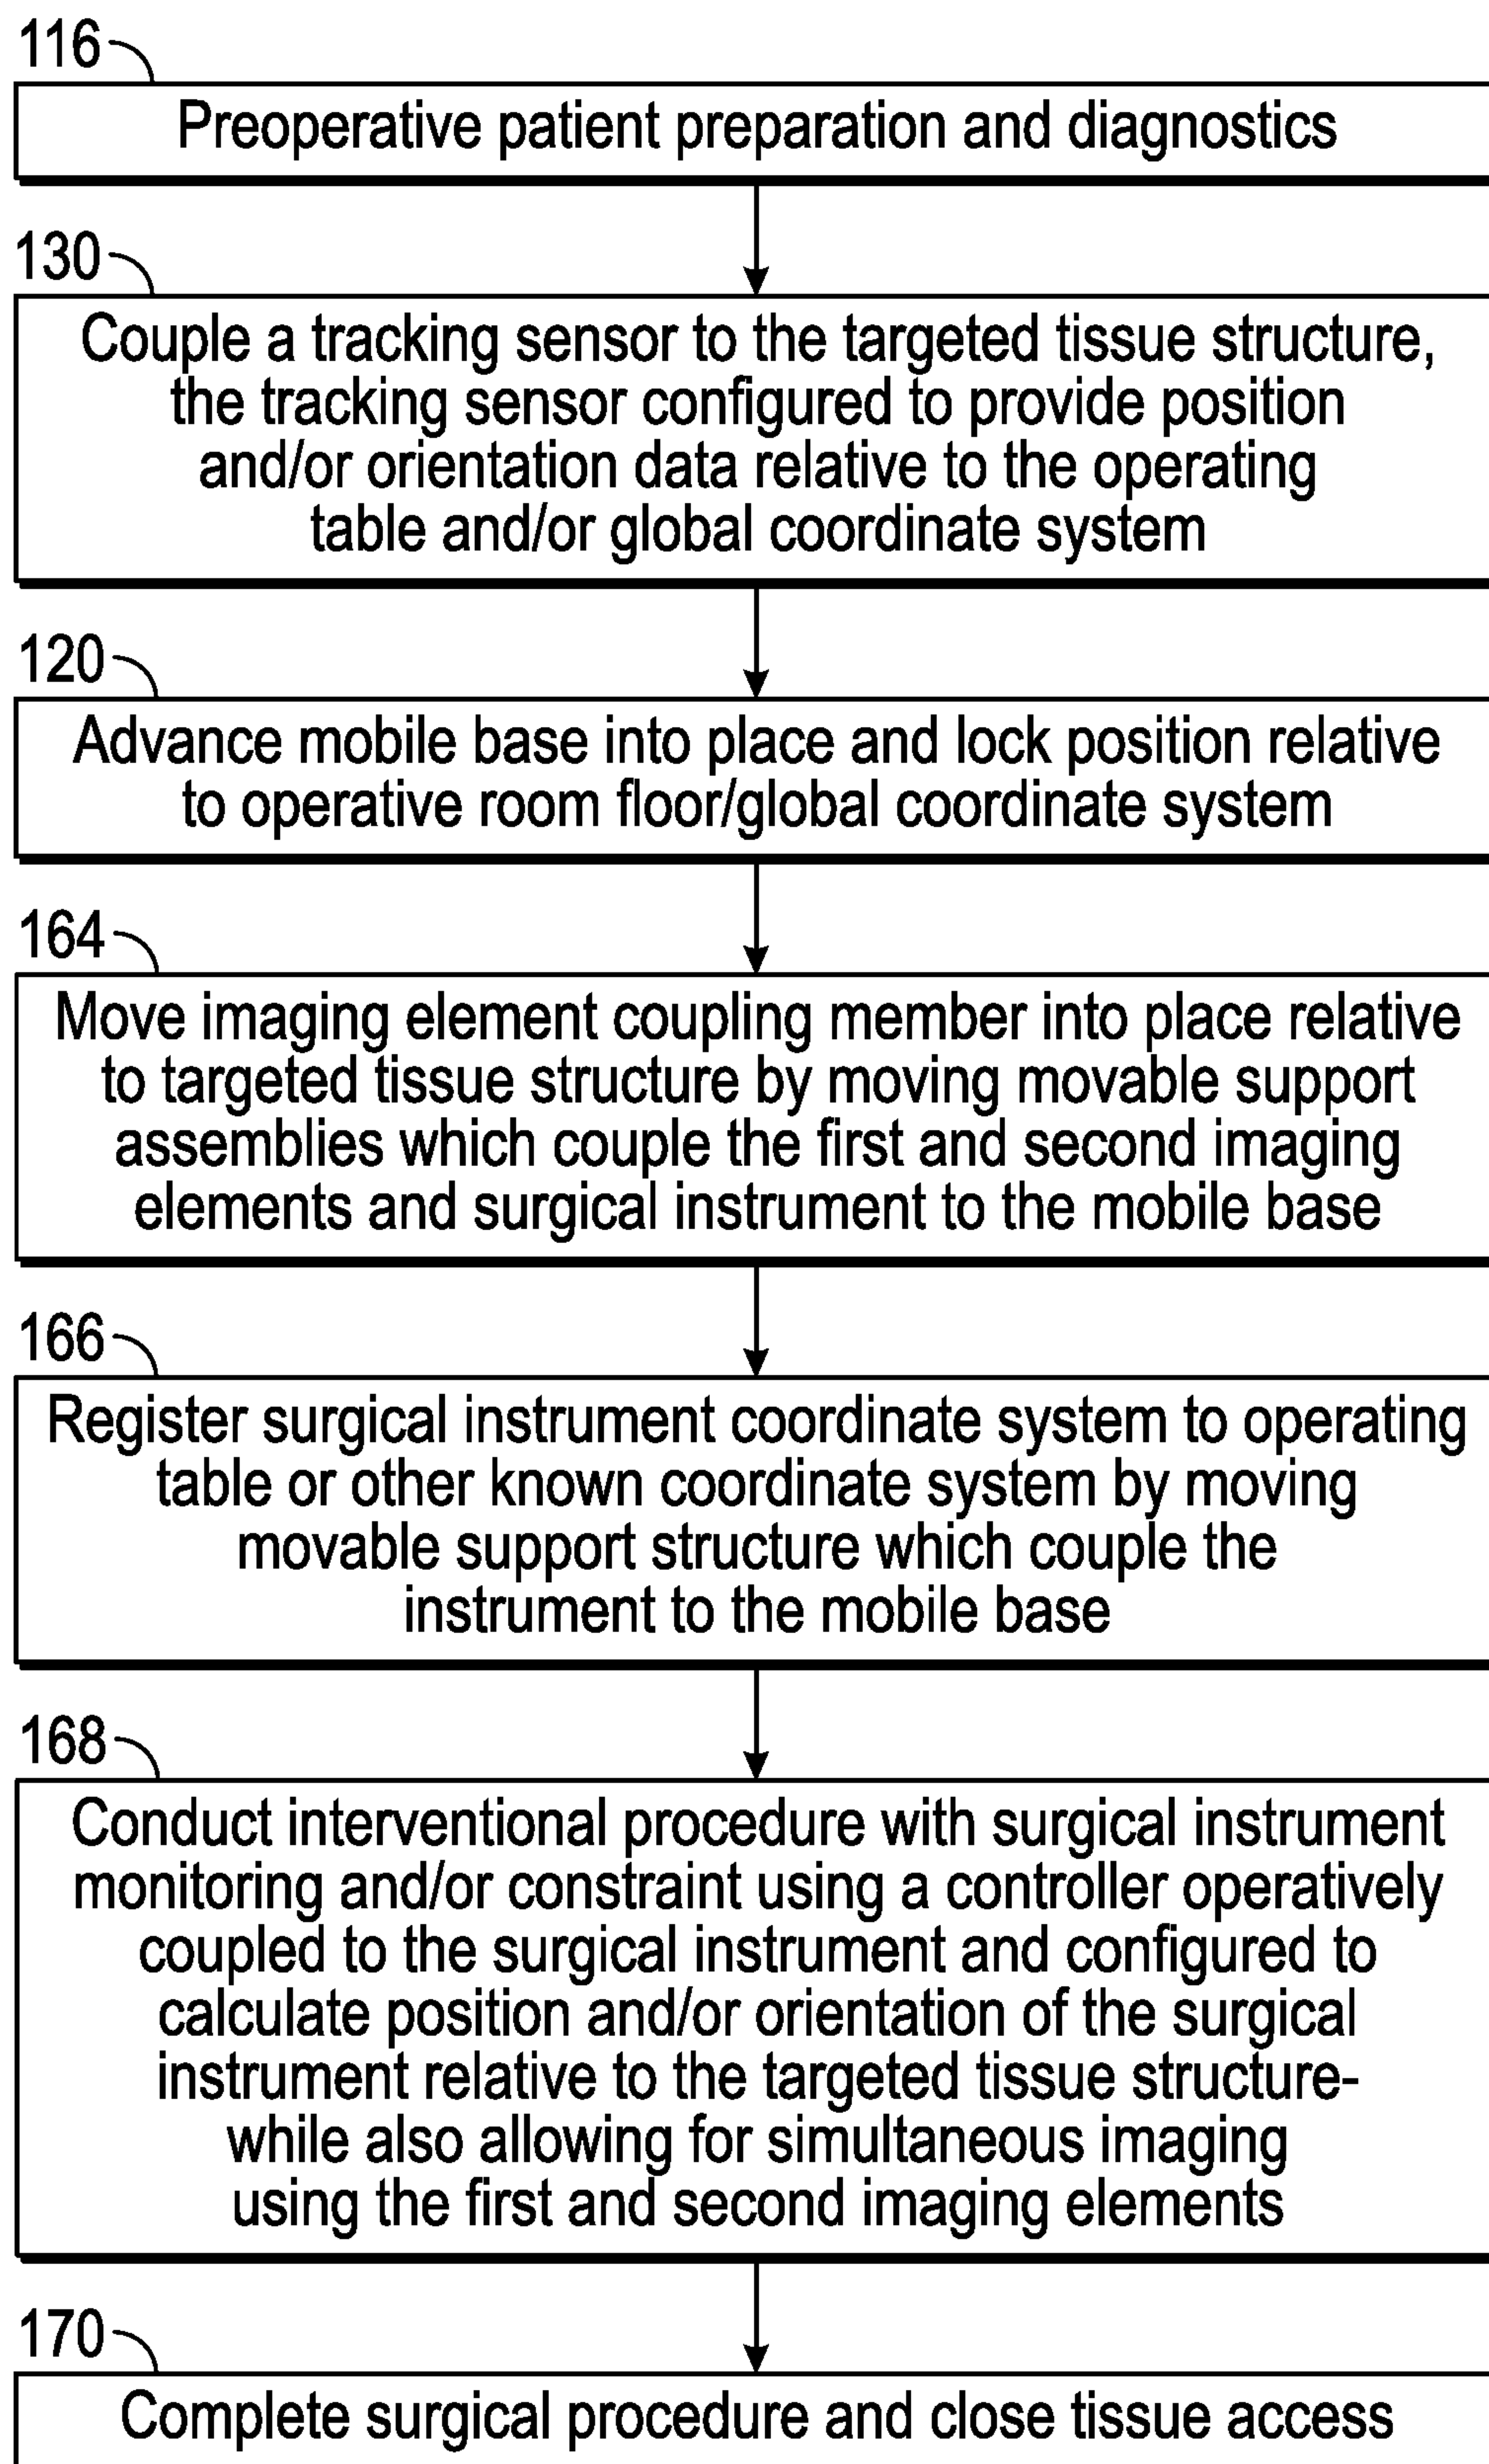 116
Preoperative patient preparation and diagnostics
130
Couple a tracking sensor to the targeted tissue structure,
the tracking sensor configured to provide position
and/or orientation data relative to the operating
table and/or global coordinate system
120
Advance mobile base into place and lock position relative
to operative room floor/global coordinate system
164
Move imaging element coupling member into place relative
to targeted tissue structure by moving movable support
assemblies which couple the first and second imaging
elements and surgical instrument to the mobile base
166
Register surgical instrument coordinate system to operating
table or other known coordinate system by moving
movable support structure which couple the
instrument to the mobile base
168
Conduct interventional procedure with surgical instrument
monitoring and/or constraint using a controller operatively
coupled to the surgical instrument and configured to
calculate position and/or orientation of the surgical
instrument relative to the targeted tissue structure-
while also allowing for simultaneous imaging
using the first and second imaging elements
170
Complete surgical procedure and close tissue access